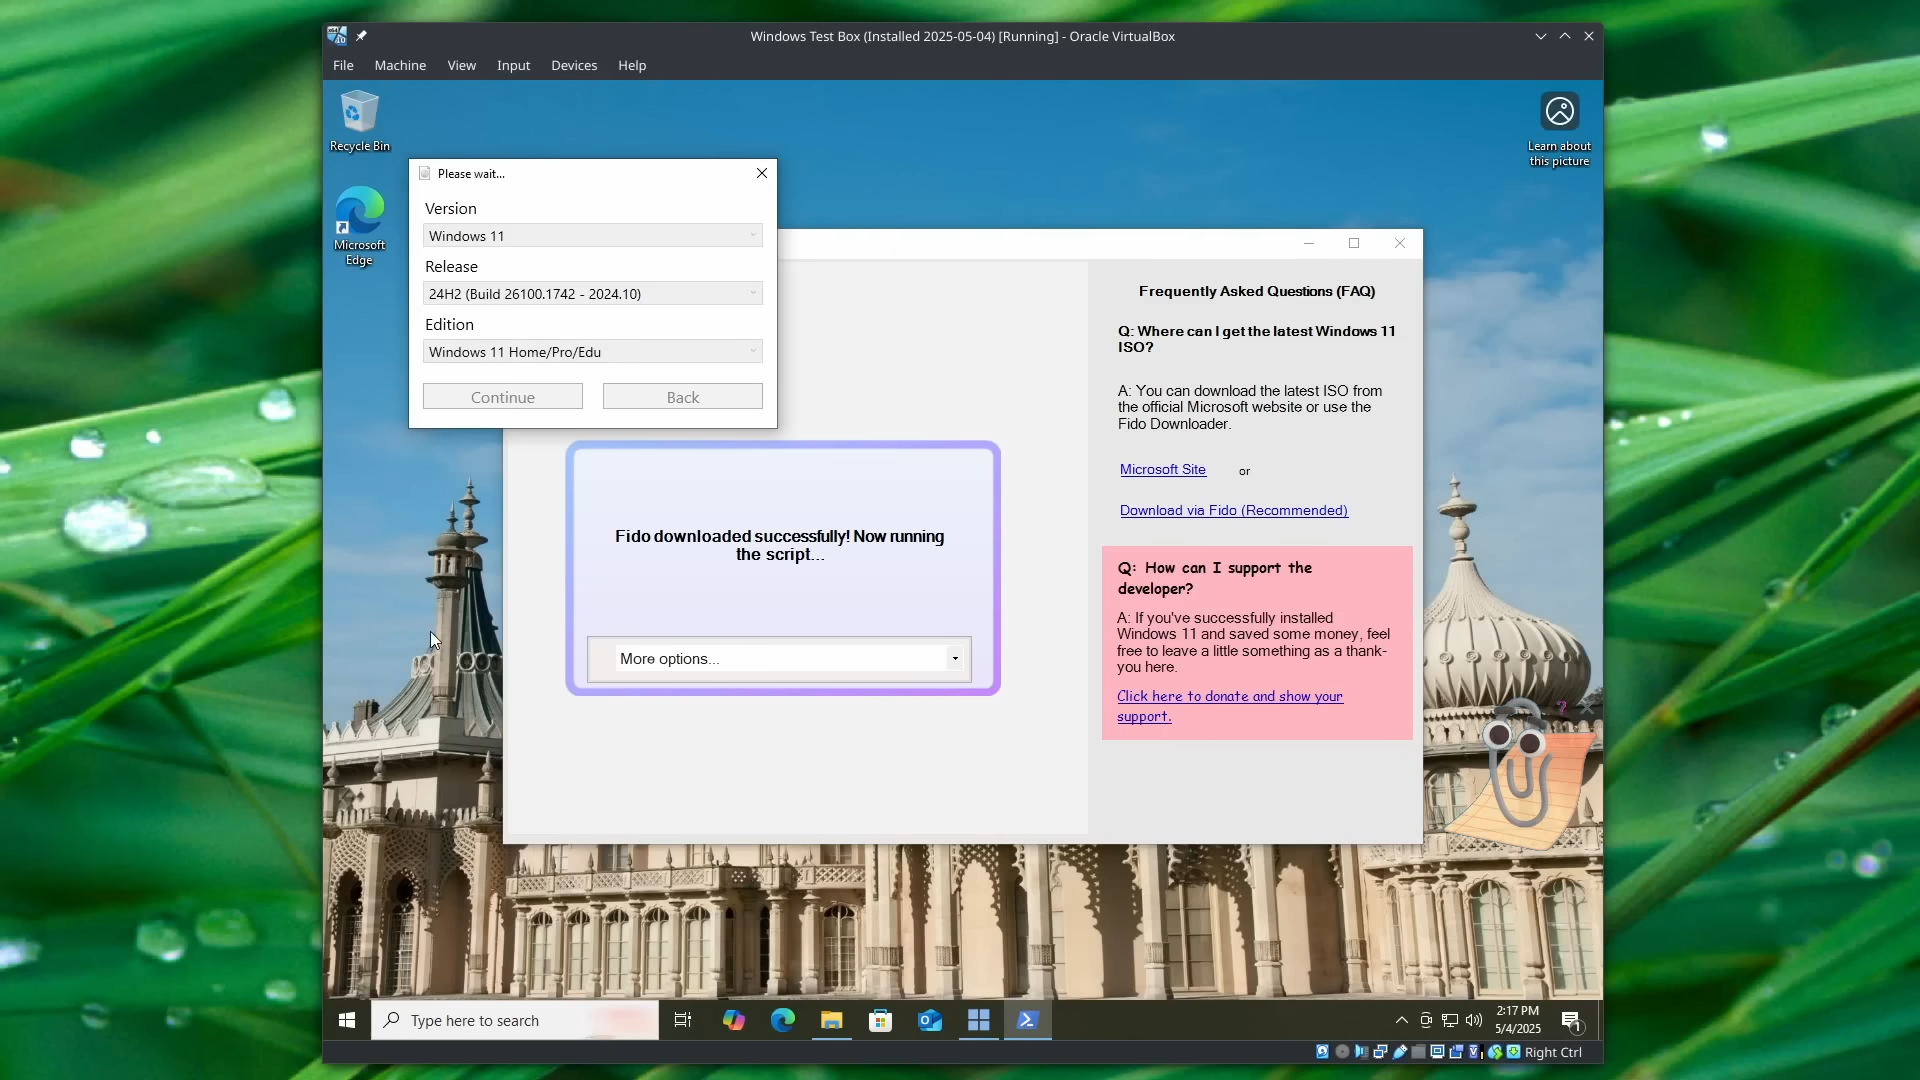 Windows Test Box (Installed 2025-05-04) [Running] - Oracle VirtualBox
File Machine View Input Devices Help
Recycle Bin
Microsoft
Edge
Learn about
this picture
Please wait...
Version
Windows 11
Release
24H2 (Build 26100.1742 - 2024.10)
Edition
Windows 11 Home/Pro/Edu
Continue Back
Fido downloaded successfully! Now running
the script...
More options...
Frequently Asked Questions (FAQ)
Q: Where can I get the latest Windows 11
ISO?
A: You can download the latest ISO from
the official Microsoft website or use the
Fido Downloader.
Microsoft Site or
Download via Fido (Recommended)
Q: How can I support the
developer?
A: If you've successfully installed
Windows 11 and saved some money, feel
free to leave a little something as a thank-
you here.
Click here to donate and show your
support.
?
Type here to search
2:17 PM
5/4/2025
1
Right Ctrl